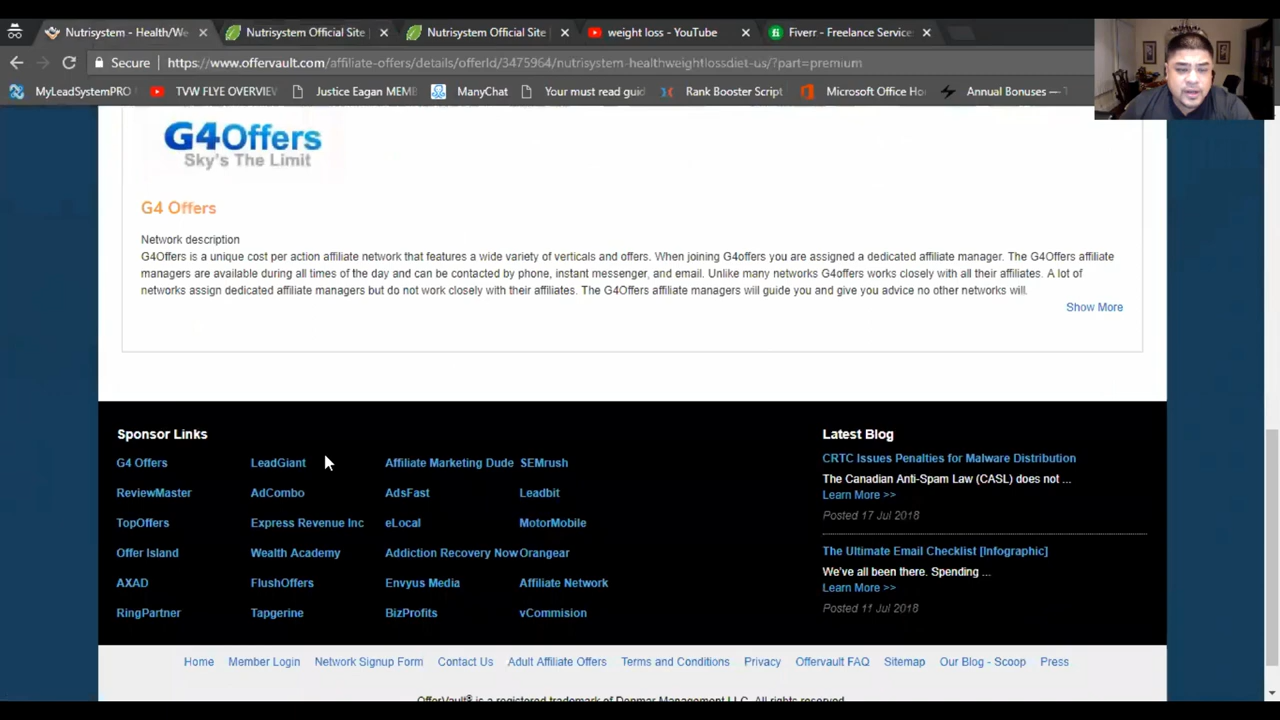 Nutrisystem - Health/We
Nutrisystem Official Site
Nutrisystem Official Site
weight loss - YouTube
Fiverr - Freelance Service
Secure
https://www.offervault.com/affiliate-offers/details/offerId/3475964/nutrisystem-healthweightlossdiet-us/?part=premium
MyLeadSystemPRO
TVW FLYE OVERVIEW
Justice Eagan MEMB
ManyChat
Your must read guid
Rank Booster Script
Microsoft Office Ho
Annual Bonuses —
G4Offers
Sky's The Limit
G4 Offers
Network description
G4Offers is a unique cost per action affiliate network that features a wide variety of verticals and offers. When joining G4offers you are assigned a dedicated affiliate manager. The G4Offers affiliate
managers are available during all times of the day and can be contacted by phone, instant messenger, and email. Unlike many networks G4offers works closely with all their affiliates. A lot of
networks assign dedicated affiliate managers but do not work closely with their affiliates. The G4Offers affiliate managers will guide you and give you advice no other networks will.
Show More
Sponsor Links
G4 Offers LeadGiant Affiliate Marketing Dude SEMrush
ReviewMaster AdCombo AdsFast Leadbit
TopOffers Express Revenue Inc eLocal MotorMobile
Offer Island Wealth Academy Addiction Recovery Now Orangear
AXAD FlushOffers Envyus Media Affiliate Network
RingPartner Tapgerine BizProfits vCommision
Latest Blog
CRTC Issues Penalties for Malware Distribution
The Canadian Anti-Spam Law (CASL) does not ...
Learn More >>
Posted 17 Jul 2018
The Ultimate Email Checklist [Infographic]
We've all been there. Spending ...
Learn More >>
Posted 11 Jul 2018
Home Member Login Network Signup Form Contact Us Adult Affiliate Offers Terms and Conditions Privacy Offervault FAQ Sitemap Our Blog - Scoop Press
OfferVault® is a registered trademark of Denmar Management LLC. All rights reserved